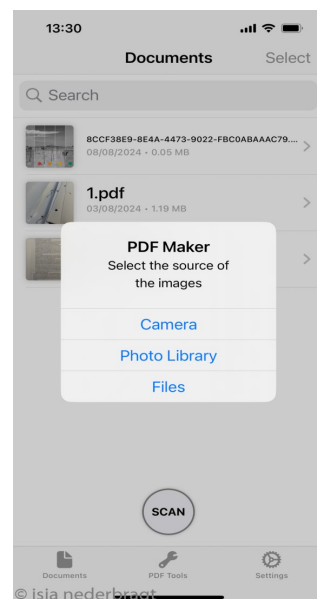 13:30
Documents
Select
Search
8CCF38E9-8E4A-4473-9022-FBC0ABAAAC79....
08/08/2024 • 0.05 MB
1.pdf
03/08/2024 • 1.19 MB
PDF Maker
Select the source of
the images
Camera
Photo Library
Files
SCAN
Documents
PDF Tools
Settings
© isja nederbragt